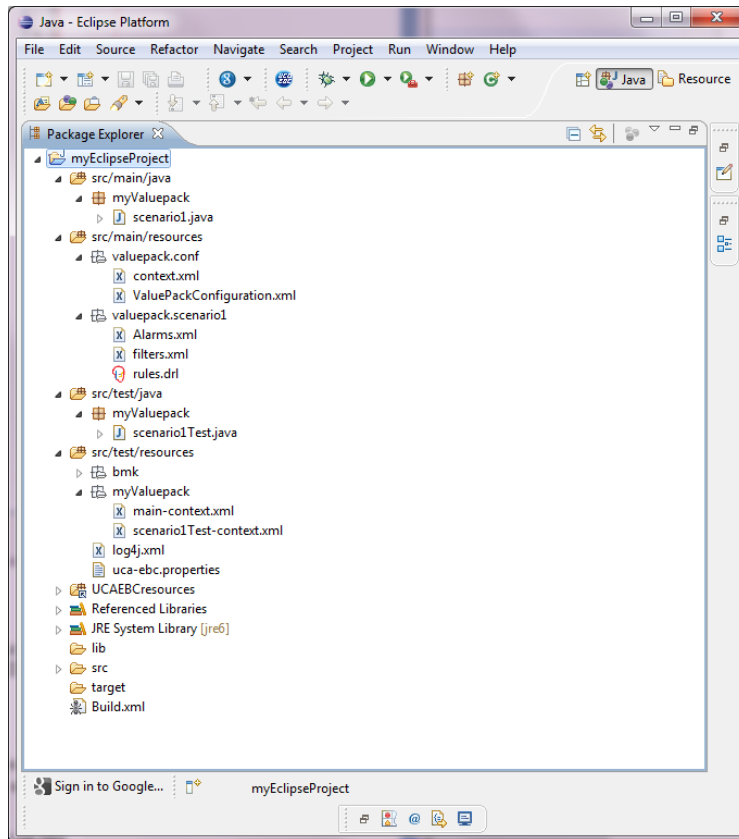 Java - Eclipse Platform
File Edit Source Refactor Navigate Search Project Run Window Help
Java Resource
Package Explorer
myEclipseProject
src/main/java
myValuepack
scenario1.java
src/main/resources
valuepack.conf
context.xml
ValuePackConfiguration.xml
valuepack.scenario1
Alarms.xml
filters.xml
rules.drl
src/test/java
myValuepack
scenario1Test.java
src/test/resources
bmk
myValuepack
main-context.xml
scenario1Test-context.xml
log4j.xml
uca-ebc.properties
UCAEBCresources
Referenced Libraries
JRE System Library [jre6]
lib
src
target
Build.xml
Sign in to Google... myEclipseProject